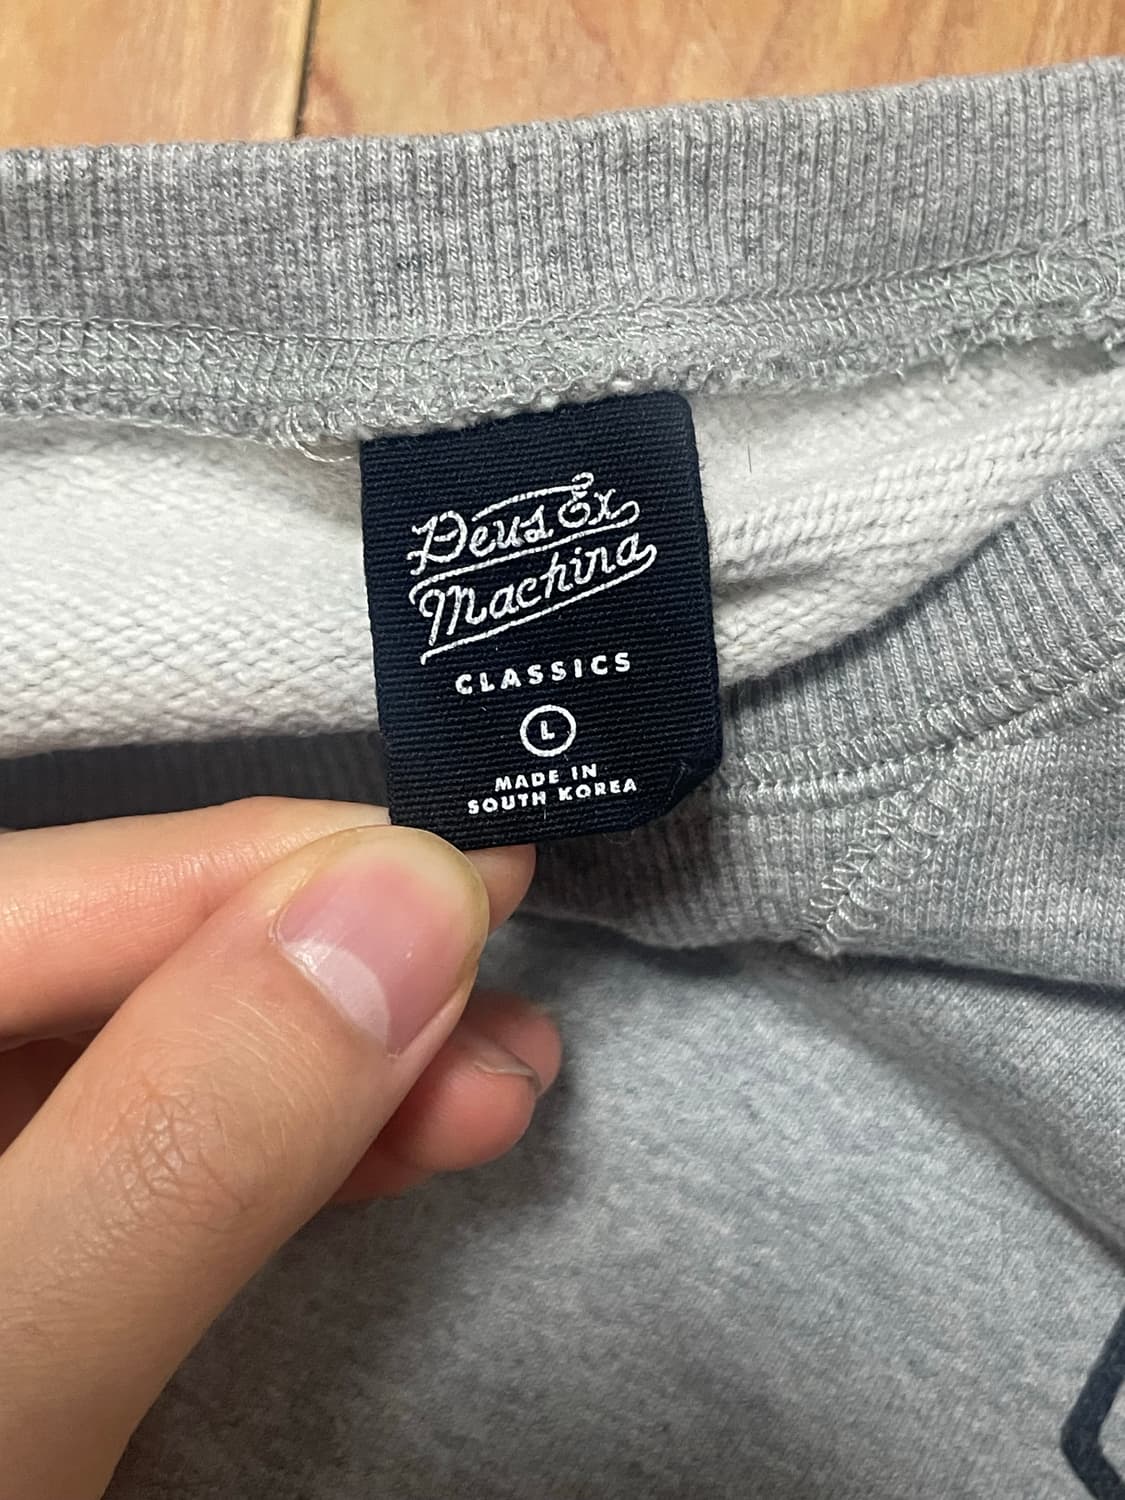 Deus Ex
Machina
CLASSICS
L
MADE IN
SOUTH KOREA